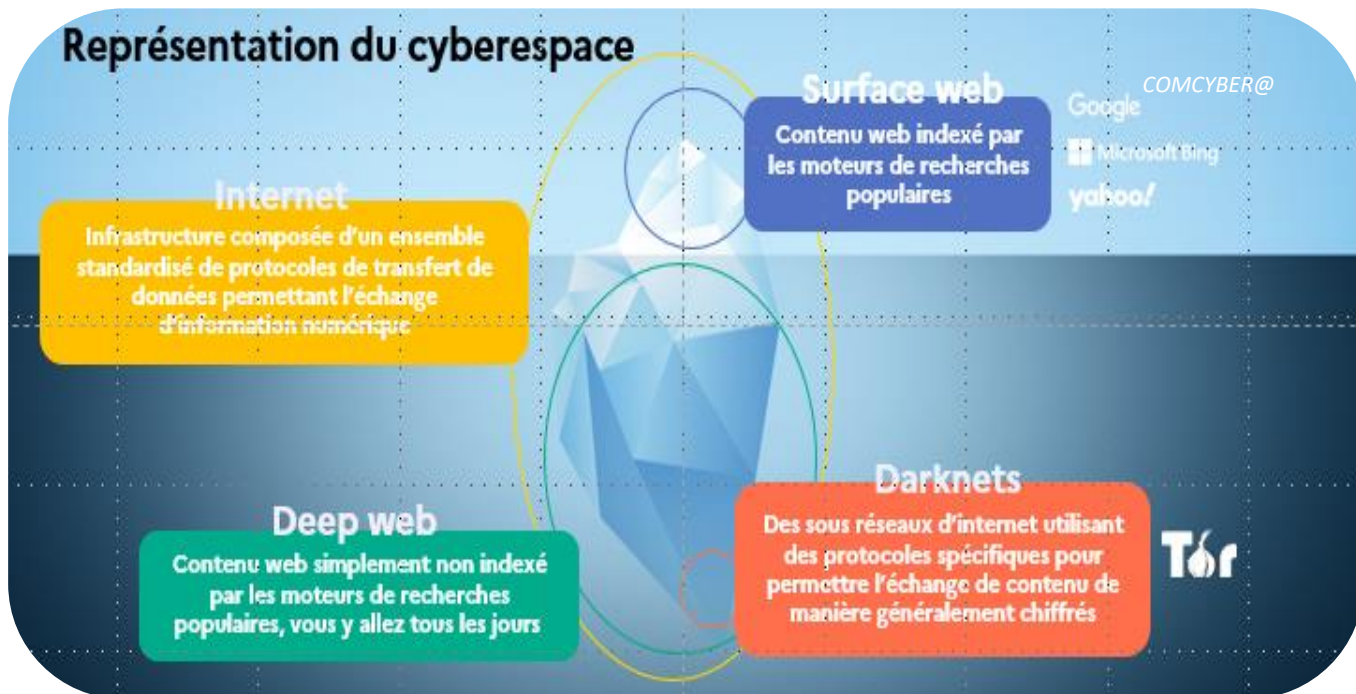 Représentation du cyberespace
COMCYBER@
Surface web
Contenu web indexé par
les moteurs de recherches
populaires
Google
Microsoft Bing
yahoo!
Internet
Infrastructure composée d'un ensemble
standardisé de protocoles de transfert de
données permettant l'échange
d'information numérique
Deep web
Contenu web simplement non indexé
par les moteurs de recherches
populaires, vous y allez tous les jours
Darknets
Des sous réseaux d'internet utilisant
des protocoles spécifiques pour
permettre l'échange de contenu de
manière généralement chiffrés
Tor